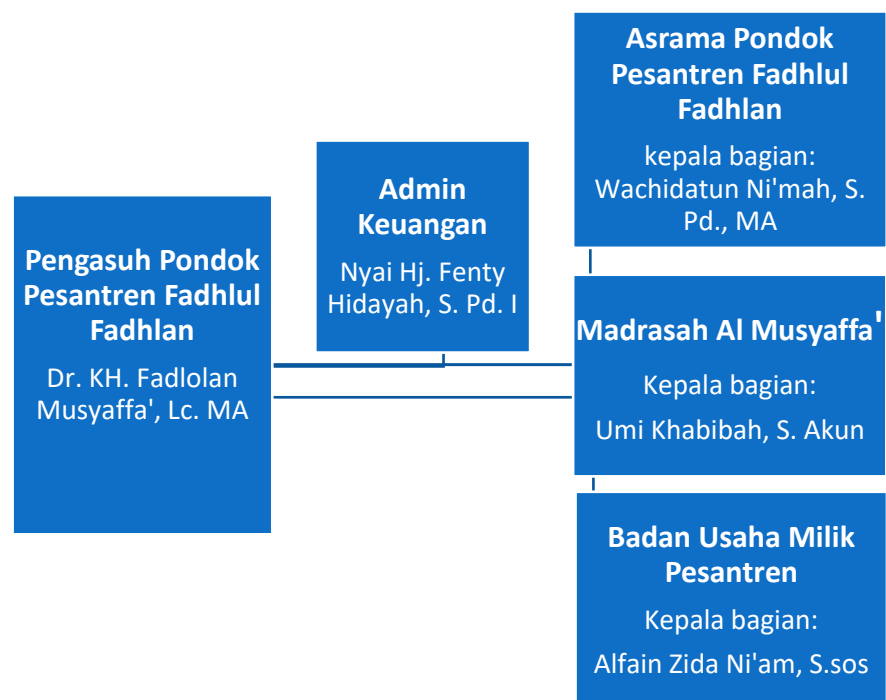 Pengasuh Pondok
Pesantren Fadhlul
Fadhlan
Dr. KH. Fadlolan
Musyaffa', Lc. MA
Admin
Keuangan
Nyai Hj. Fenty
Hidayah, S. Pd. I
Asrama Pondok
Pesantren Fadhlul
Fadhlan
kepala bagian:
Wachidatun Ni'mah, S.
Pd., MA
Madrasah Al Musyaffa'
Kepala bagian:
Umi Khabibah, S. Akun
Badan Usaha Milik
Pesantren
Kepala bagian:
Alfain Zida Ni'am, S.sos